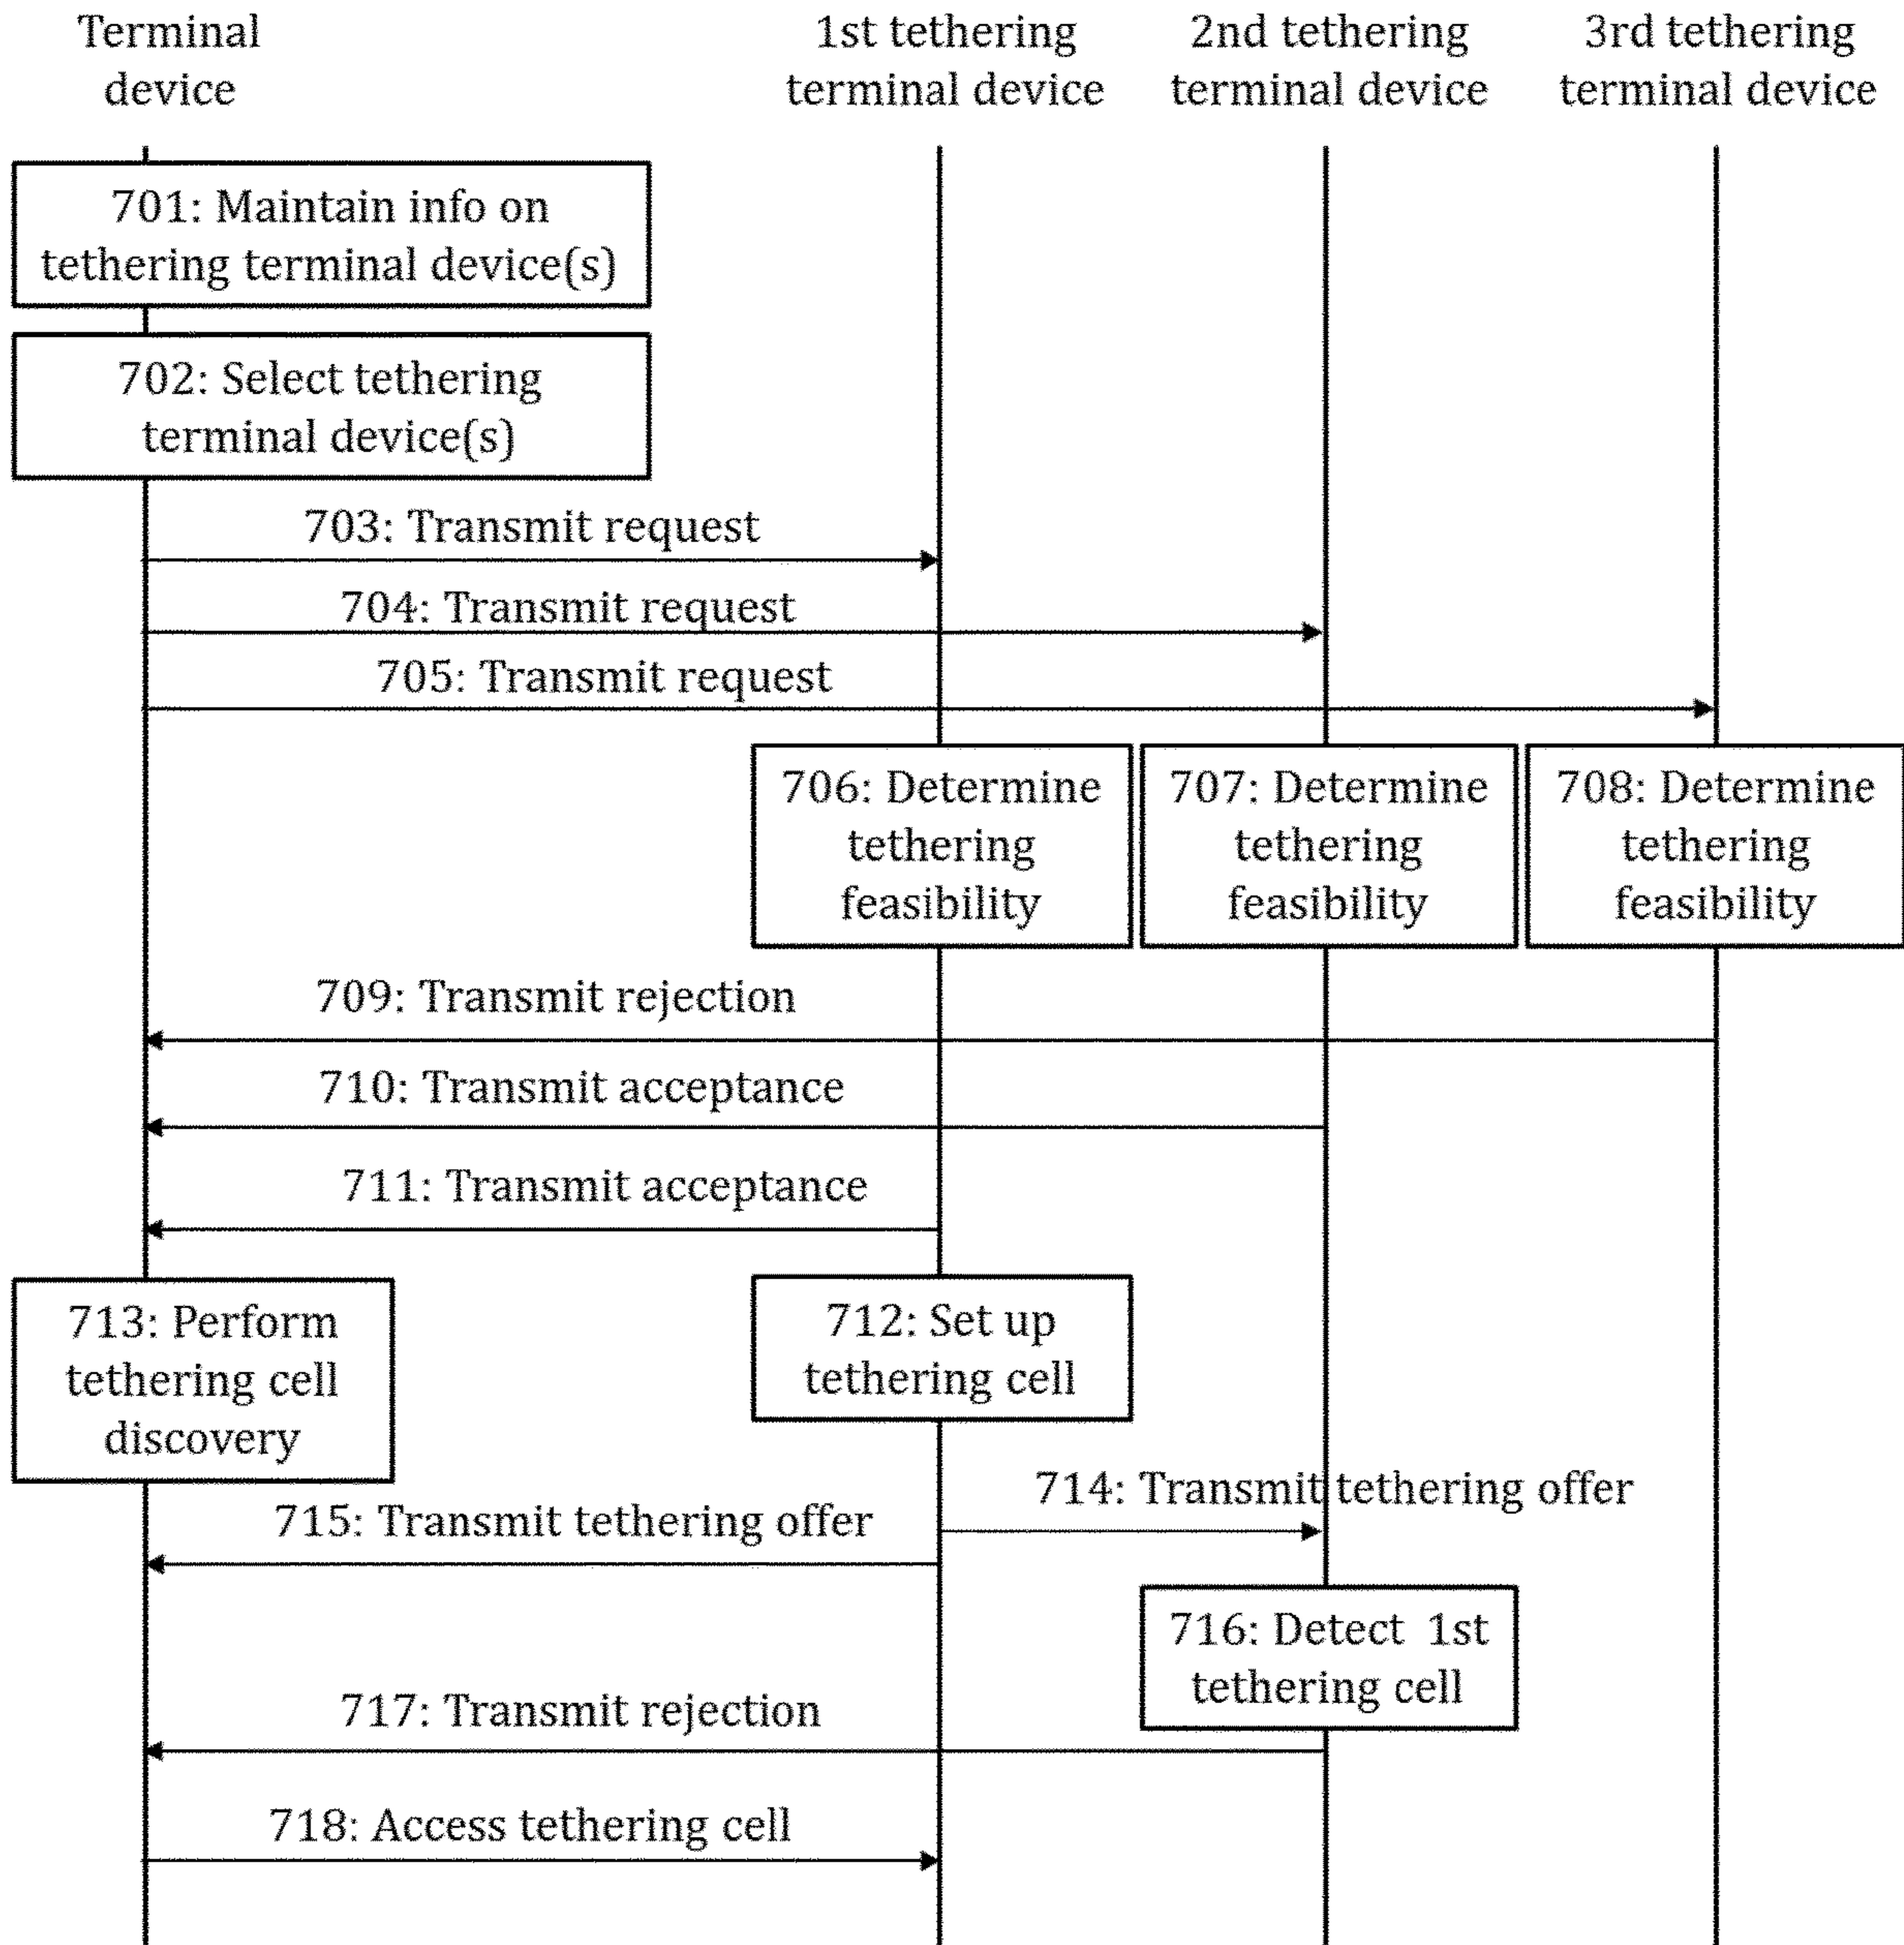 Terminal
device
1st tethering
terminal device
2nd tethering
terminal device
3rd tethering
terminal device
701: Maintain info on
tethering terminal device(s)
702: Select tethering
terminal device(s)
703: Transmit request
704: Transmit request
705: Transmit request
706: Determine
tethering
feasibility
707: Determine
tethering
feasibility
708: Determine
tethering
feasibility
709: Transmit rejection
710: Transmit acceptance
711: Transmit acceptance
713: Perform
tethering cell
discovery
712: Set up
tethering cell
714: Transmit tethering offer
715: Transmit tethering offer
716: Detect 1st
tethering cell
717: Transmit rejection
718: Access tethering cell